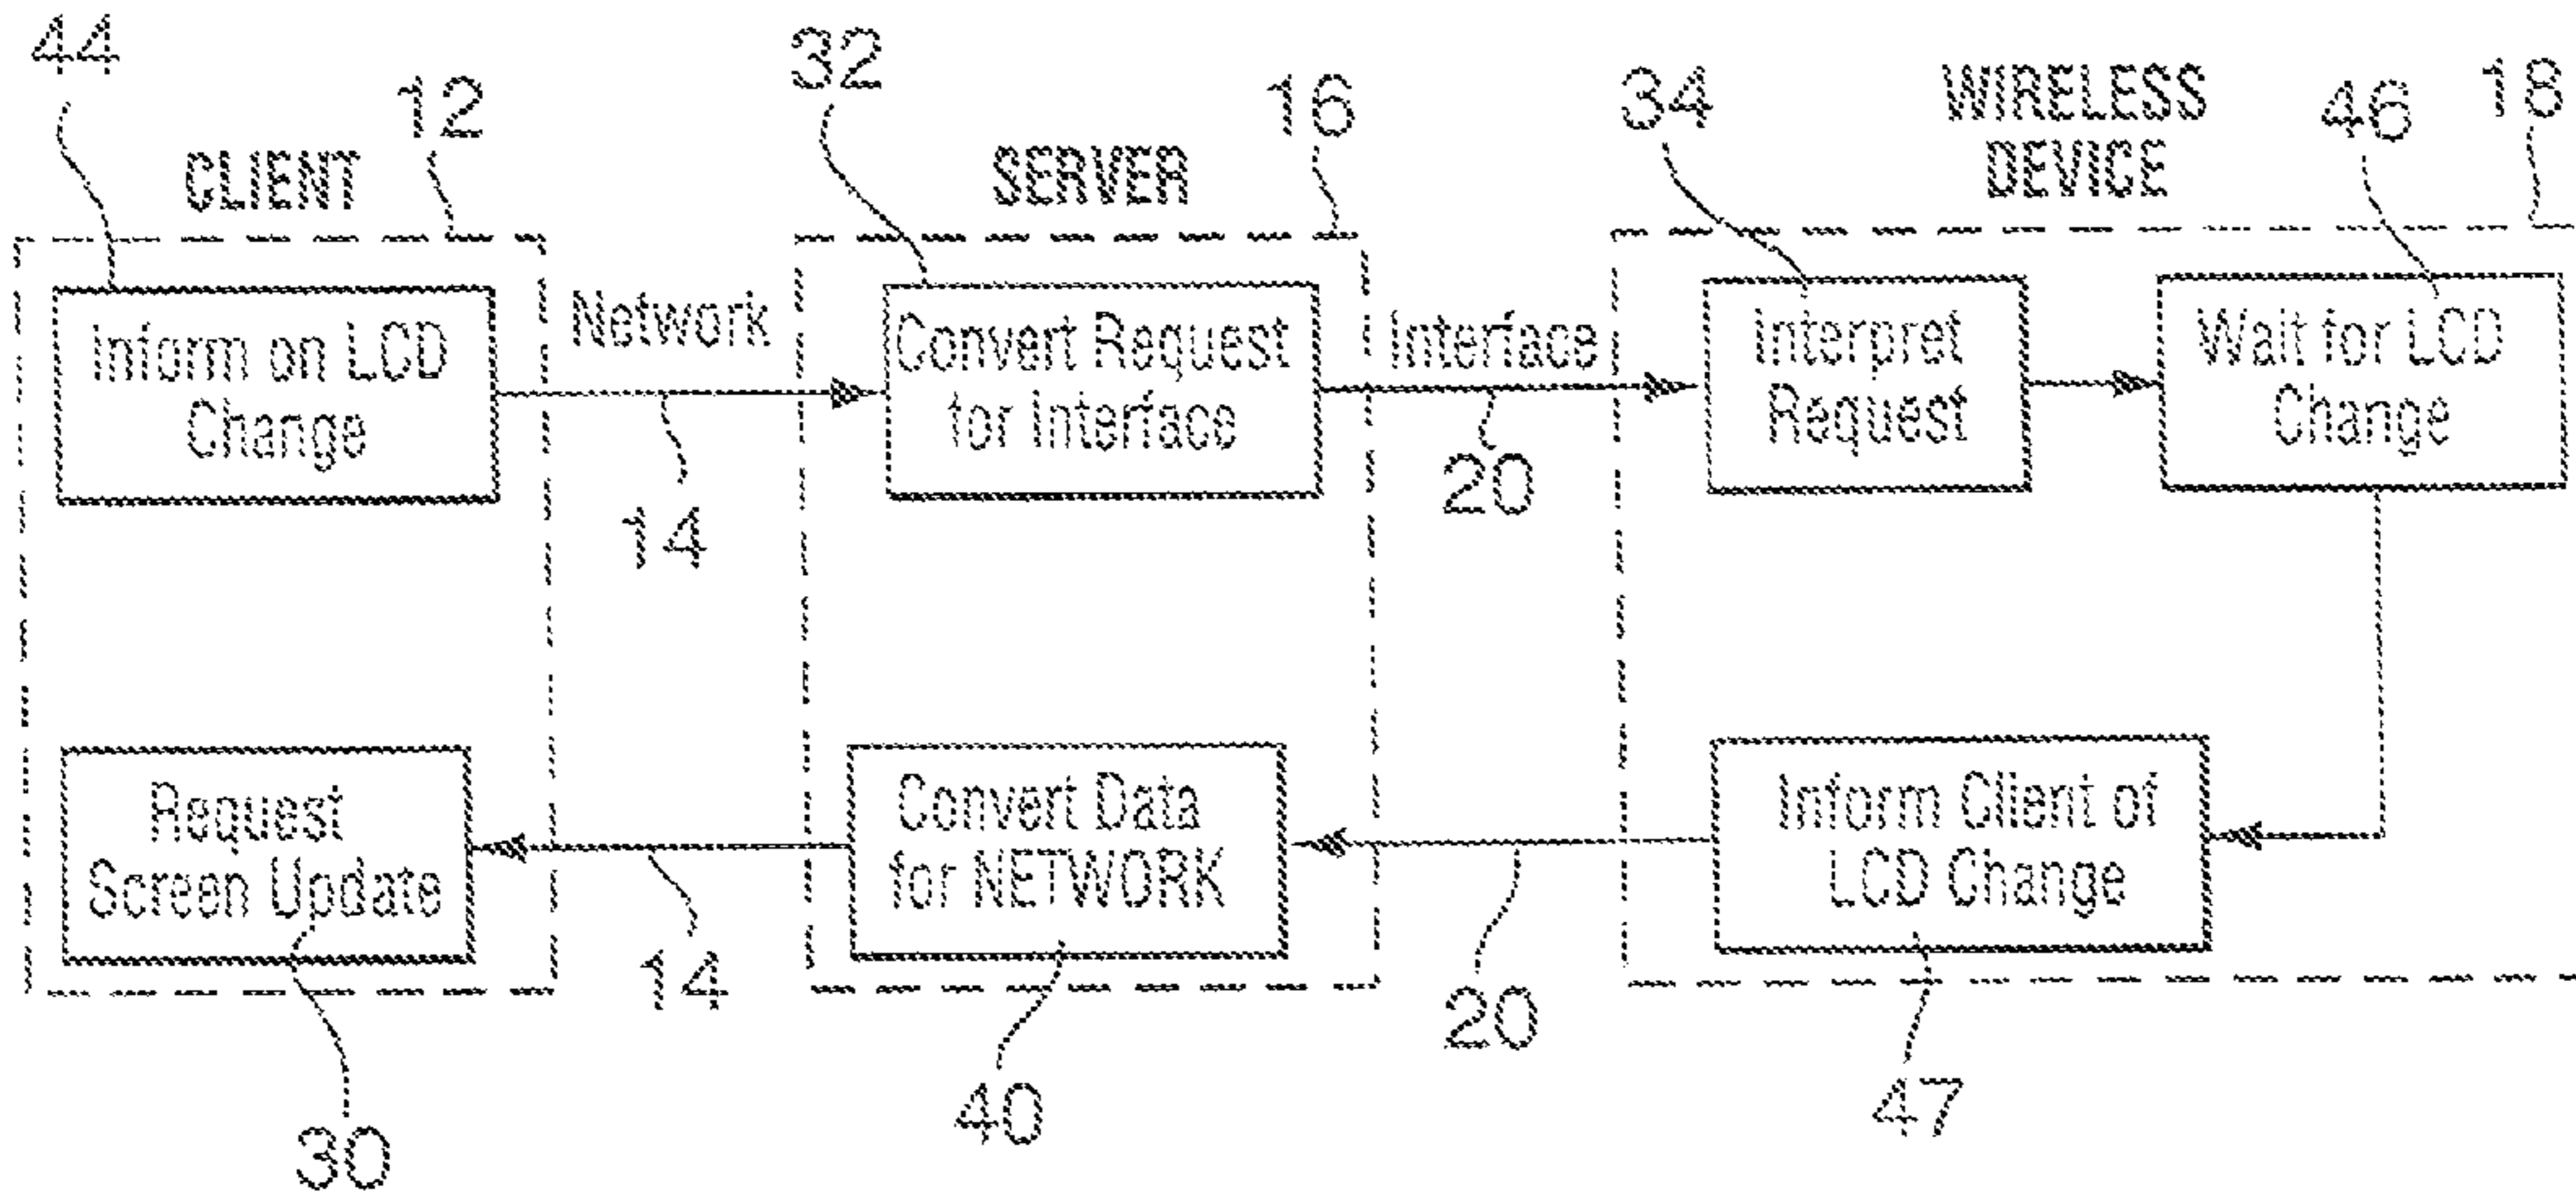 44
12
CLIENT
32
16
SERVER
34
WIRELESS
DEVICE
46
18
Inform on LCD
Change
Network
14
Convert Request
for Interface
Interface
20
Interpret
Request
Wait for LCD
Change
Request
Screen Update
30
14
Convert Data
for NETWORK
40
20
Inform Client of
LCD Change
47